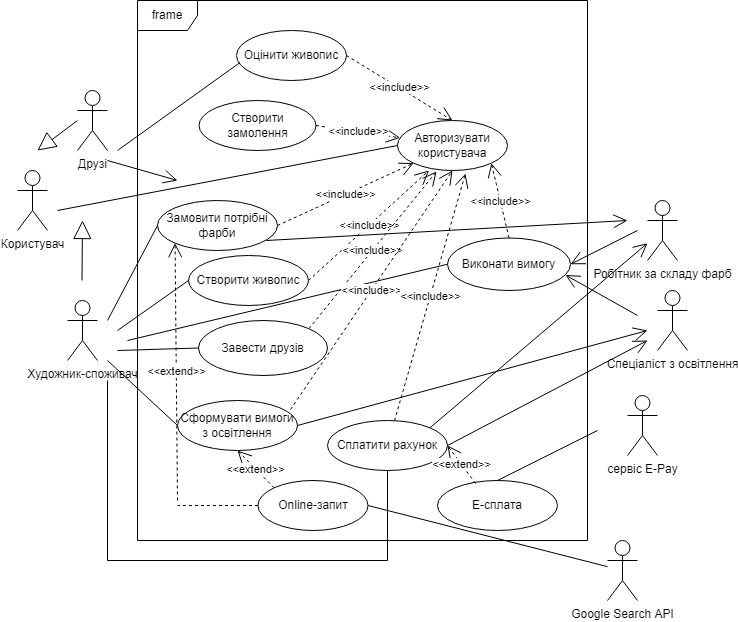 frame
Оцінити живопис
<<include>>
Створити
замолення
<<include>>
Авторизувати
користувача
Друзі
<<include>>
<<include>>
Замовити потрібні
фарби
<<include>>
Користувач
<<include>>
Виконати вимогу
Робітник за складу фарб
Створити живопис
<<include>>
<<include>>
Завести друзів
Художник-споживач
<<extend>>
Спеціаліст з освітлення
Сформувати вимоги
з освітлення
Сплатити рахунок
<<extend>>
<<extend>>
сервіс E-Pay
Online-запит
Е-сплата
Google Search API